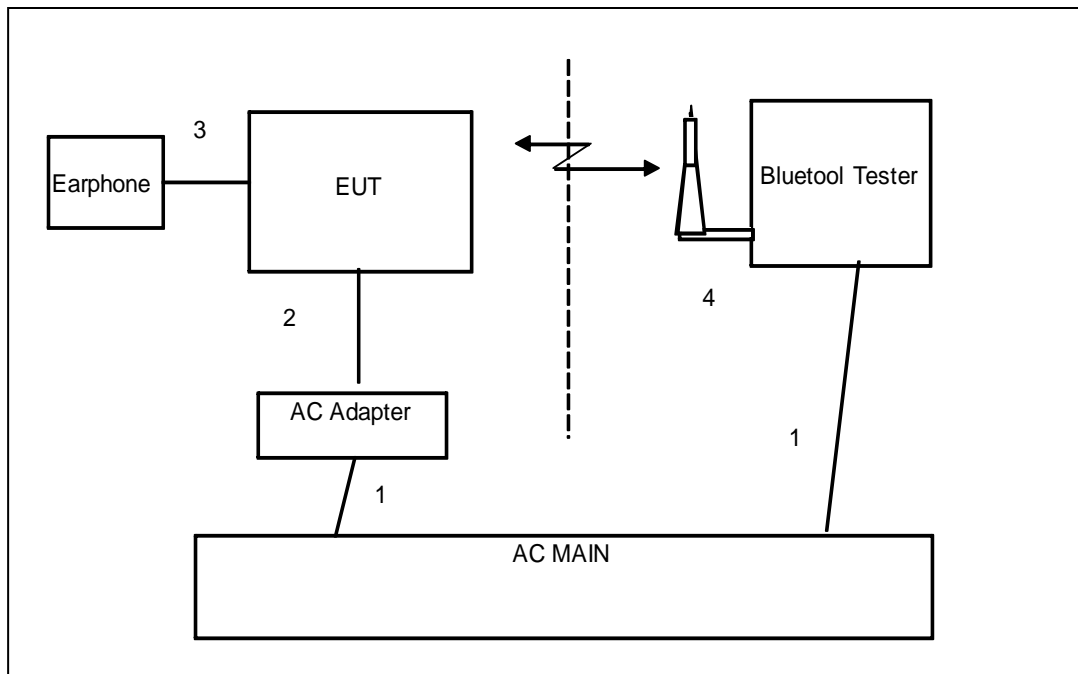 3
Earphone
EUT
Bluetool Tester
2
4
AC Adapter
1
1
AC MAIN